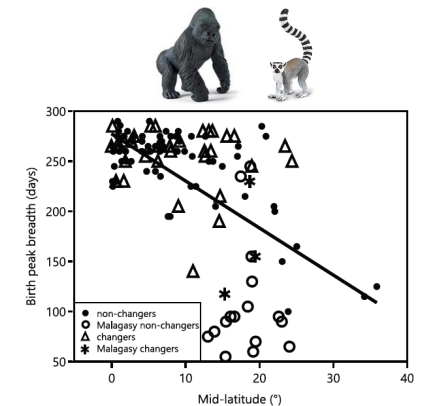 300
250
200
150
100
50
Birth peak breadth (days)
non-changers
Malagasy non-changers
changers
Malagasy changers
0 10 20 30 40
Mid-latitude (°)